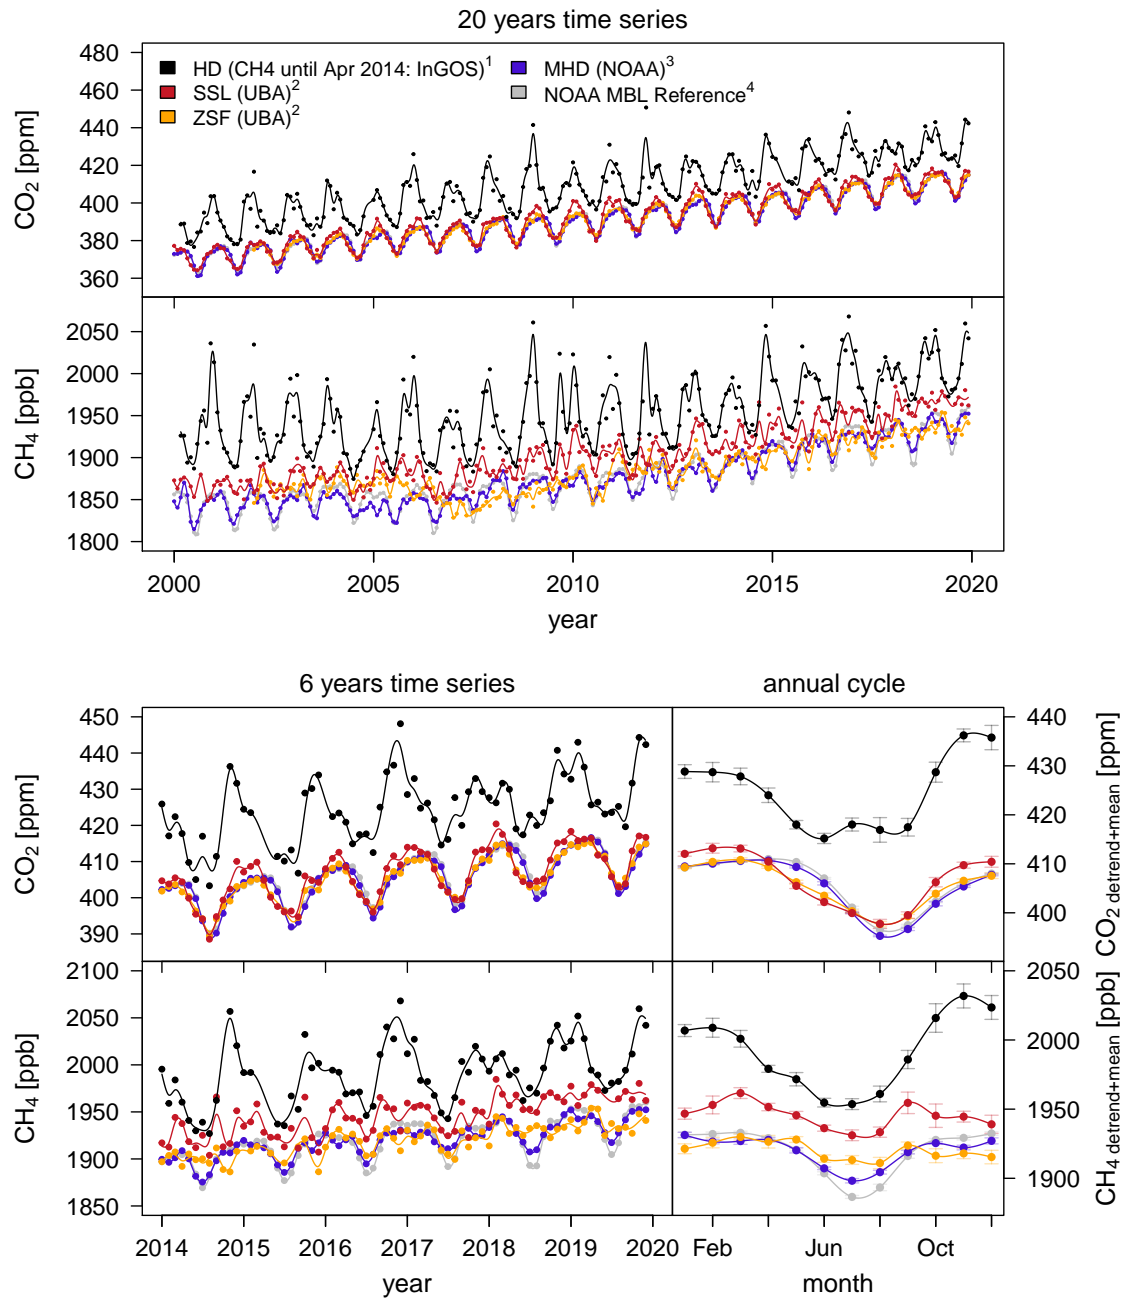 20 years time series
480
460
440
420
400
380
360
CO2 [ppm]
HD (CH4 until Apr 2014: InGOS)1
SSL (UBA)2
ZSF (UBA)2
MHD (NOAA)3
NOAA MBL Reference4
2050
2000
1950
1900
1850
1800
CH4 [ppb]
2000 2005 2010 2015 2020
year
6 years time series
annual cycle
450
440
430
420
410
400
390
CO2 [ppm]
440
430
420
410
400
CO2 detrend+mean [ppm]
2100
2050
2000
1950
1900
1850
CH4 [ppb]
2050
2000
1950
1900
CH4 detrend+mean [ppb]
2014 2015 2016 2017 2018 2019 2020
year
Feb Jun Oct
month